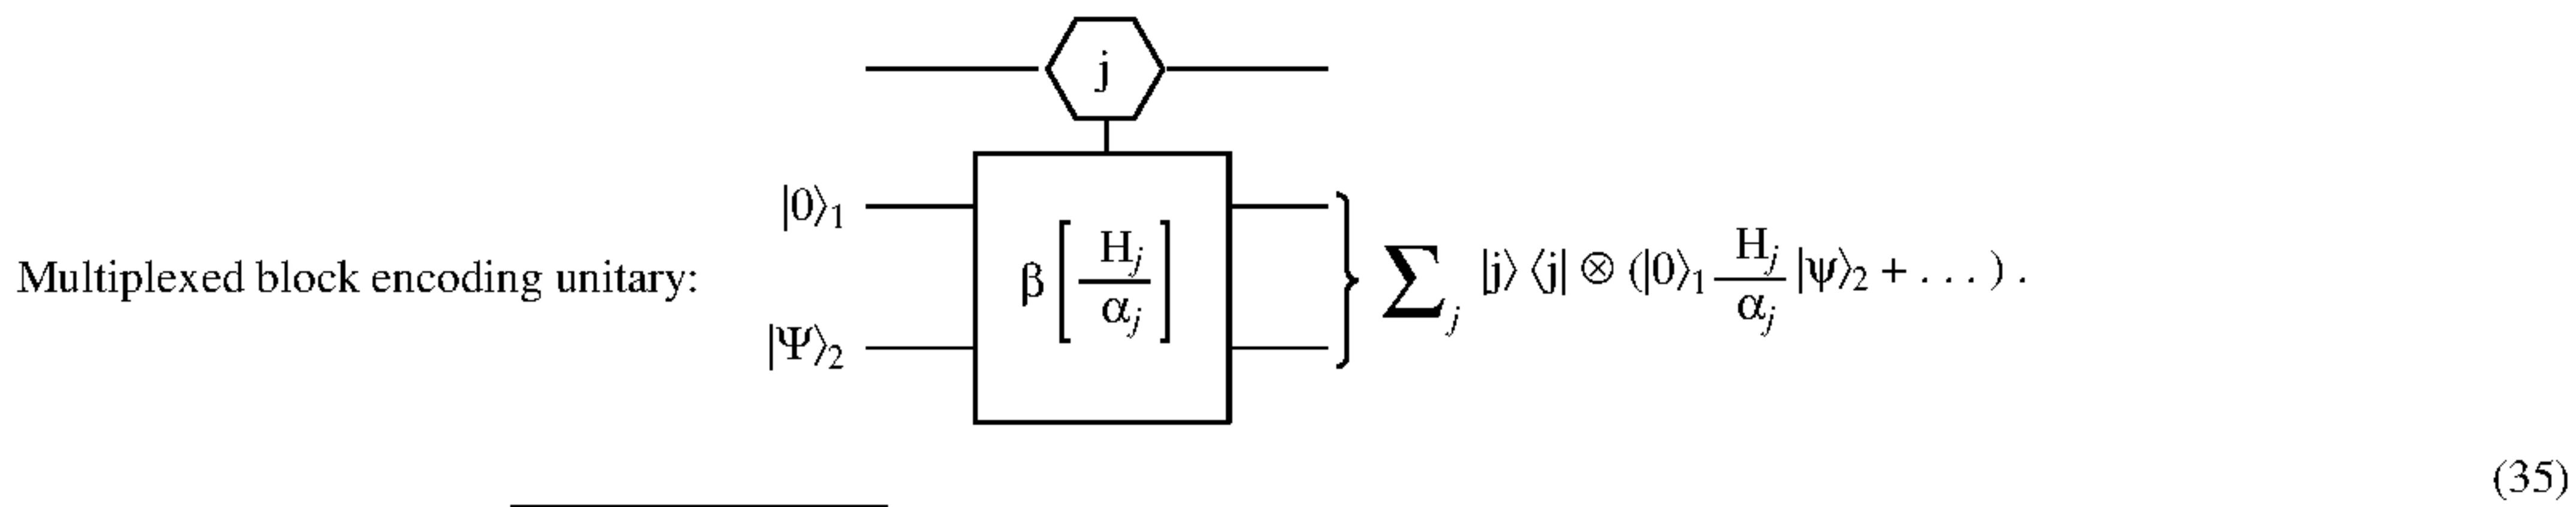 j
|0⟩₁
β [ H_j / α_j ]
Multiplexed block encoding unitary:
∑_j |j⟩ ⟨j| ⊗ (|0⟩₁ H_j / α_j |ψ⟩₂ + . . . ) .
|Ψ⟩₂
(35)